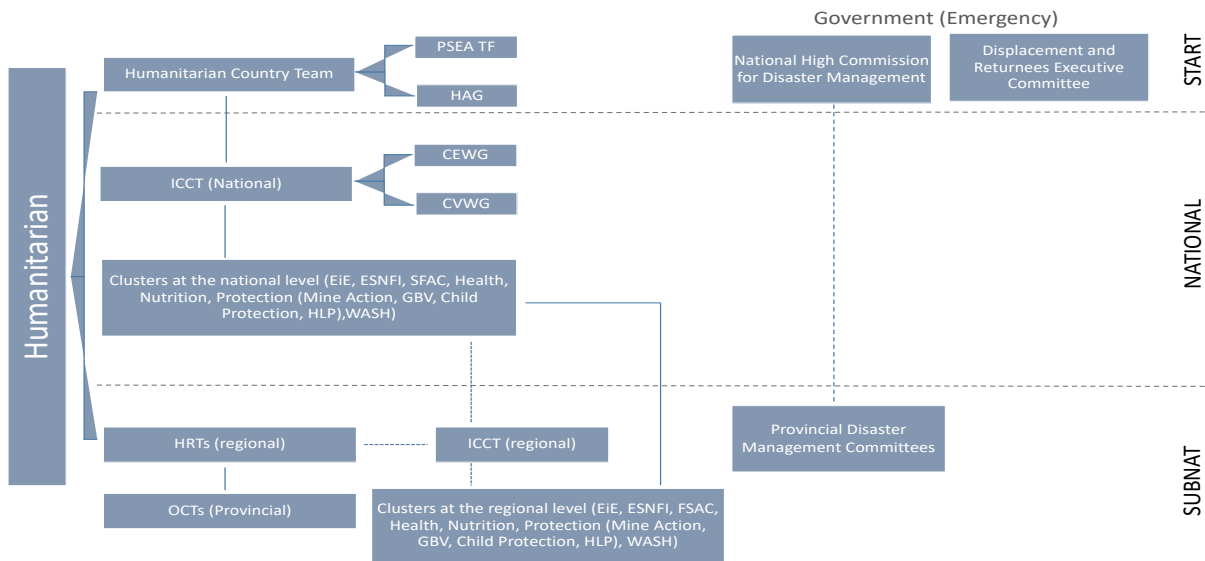 Government (Emergency)
Humanitarian
Humanitarian Country Team
PSEA TF
HAG
National High Commission
for Disaster Management
Displacement and
Returnees Executive
Committee
START
ICCT (National)
CEWG
CVWG
Clusters at the national level (EiE, ESNFI, SFAC, Health,
Nutrition, Protection (Mine Action, GBV, Child
Protection, HLP),WASH)
NATIONAL
HRTs (regional)
ICCT (regional)
Provincial Disaster
Management Committees
OCTs (Provincial)
Clusters at the regional level (EiE, ESNFI, FSAC,
Health, Nutrition, Protection (Mine Action,
GBV, Child Protection, HLP), WASH)
SUBNAT